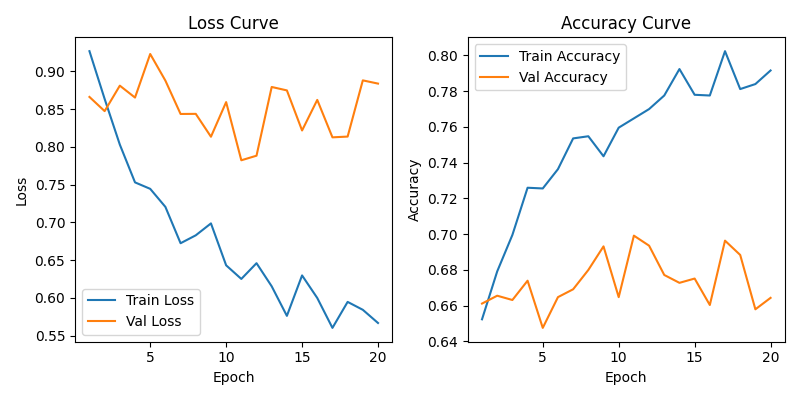 Loss Curve
Loss
0.90
0.85
0.80
0.75
0.70
0.65
0.60
0.55
Train Loss
Val Loss
5
10
15
20
Epoch
Accuracy Curve
Accuracy
0.80
0.78
0.76
0.74
0.72
0.70
0.68
0.66
0.64
Train Accuracy
Val Accuracy
5
10
15
20
Epoch